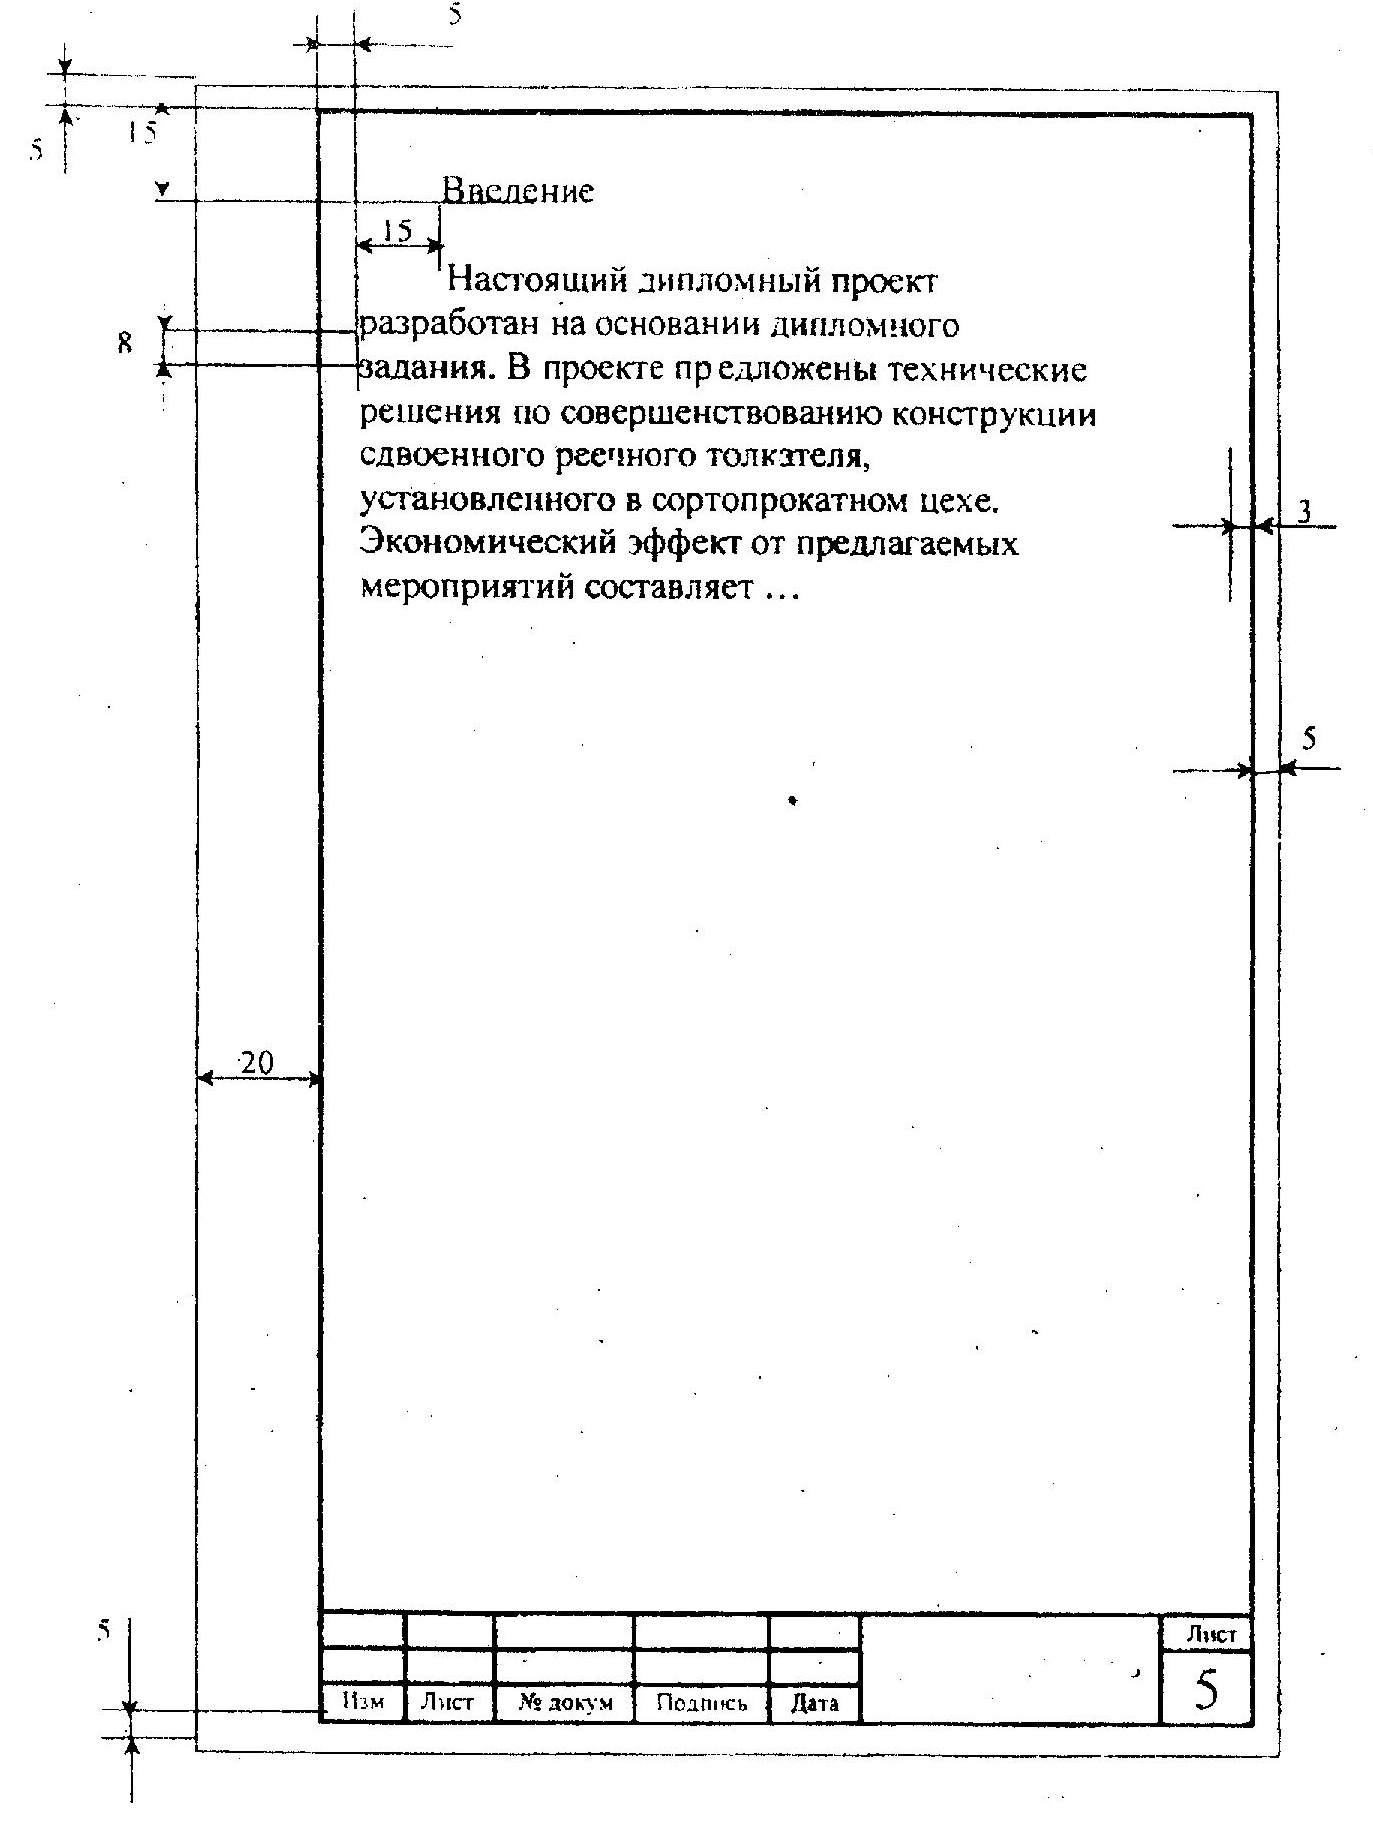 5
5
15
Введение
15
Настоящий дипломный проект
разработан на основании дипломного
8
задания. В проекте предложены технические
решения по совершенствованию конструкции
сдвоенного реечного толкателя,
установленного в сортопрокатном цехе.
3
Экономический эффект от предлагаемых
мероприятий составляет ...
5
20
5
Лист
Изм Лист № докум Подпись Дата
5